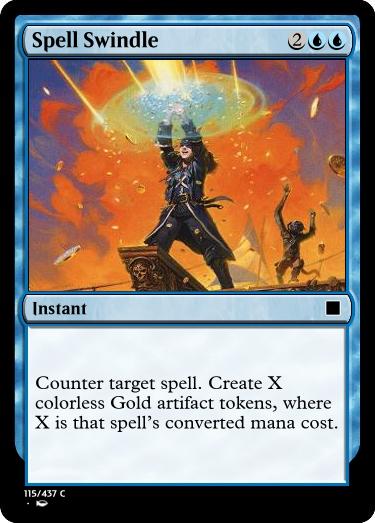 Spell Swindle 2
Instant
Counter target spell. Create X
colorless Gold artifact tokens, where
X is that spell's converted mana cost.
115/437 C